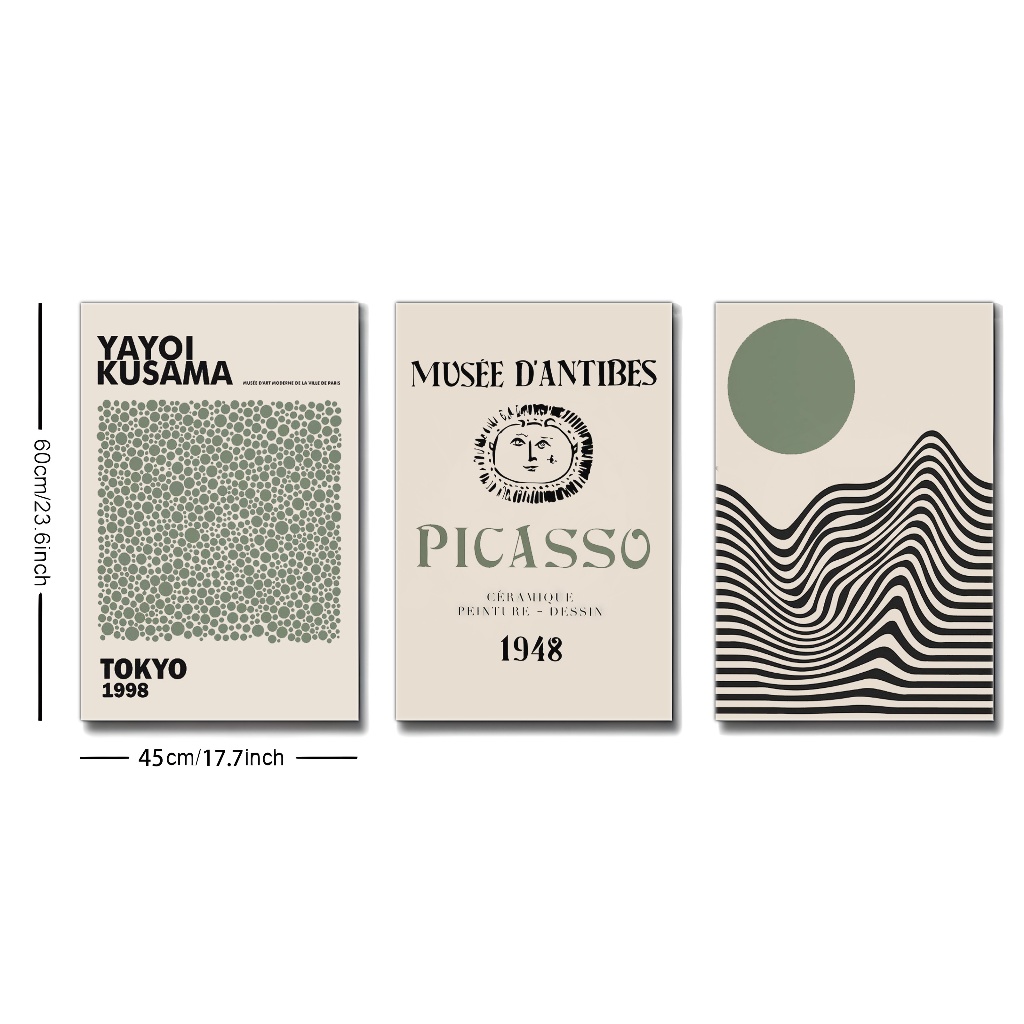 YAYOI
KUSAMA
MUSÉE D'ART MODERNE DE LA VILLE DE PARIS
TOKYO
1998
MUSÉE D'ANTIBES
PICASSO
CÉRAMIQUE
PEINTURE - DESSIN
1948
60cm/23.6inch
45cm/17.7inch